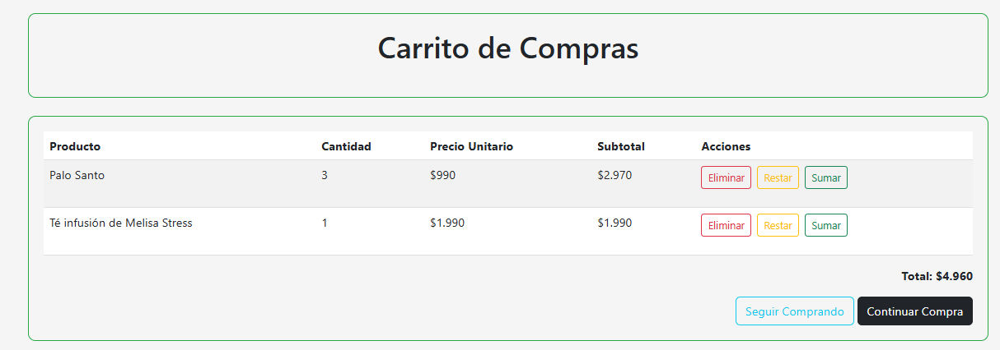 Carrito de Compras
Producto Cantidad Precio Unitario Subtotal Acciones
Palo Santo 3 $990 $2.970 Eliminar Restar Sumar
Té infusión de Melisa Stress 1 $1.990 $1.990 Eliminar Restar Sumar
Total: $4.960
Seguir Comprando Continuar Compra